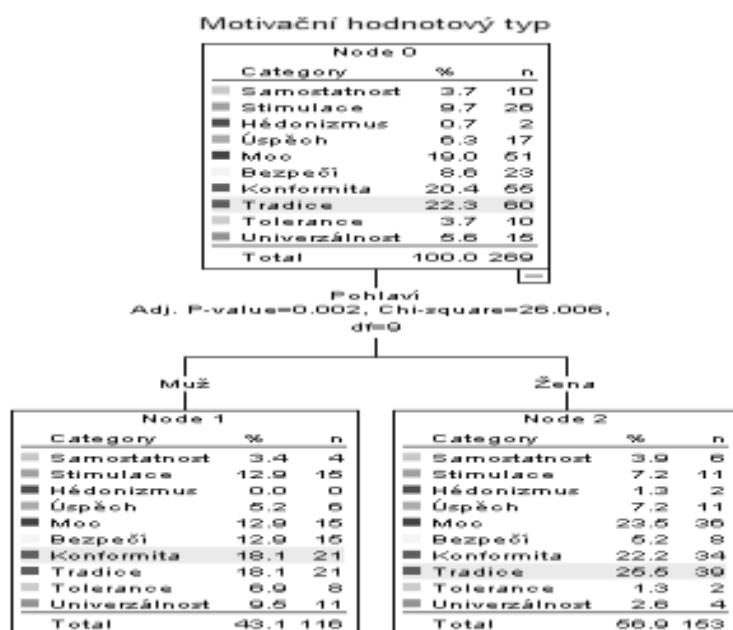 Motivační hodnotový typ
Node 0
Category % n
Samostatnost 3.7 10
Stimulace 9.7 26
Hédonizmus 0.7 2
Úspěch 6.3 17
Moc 19.0 51
Bezpečí 8.6 23
Konformita 20.4 55
Tradice 22.3 60
Tolerance 3.7 10
Univerzálnost 5.6 15
Total 100.0 269
Pohlaví
Adj. P-value=0.002, Chi-square=26.006,
df=9
Muž
Node 1
Category % n
Samostatnost 3.4 4
Stimulace 12.9 15
Hédonizmus 0.0 0
Úspěch 5.2 6
Moc 12.9 15
Bezpečí 12.9 15
Konformita 18.1 21
Tradice 18.1 21
Tolerance 6.9 8
Univerzálnost 9.5 11
Total 43.1 116
Žena
Node 2
Category % n
Samostatnost 3.9 6
Stimulace 7.2 11
Hédonizmus 1.3 2
Úspěch 7.2 11
Moc 23.5 36
Bezpečí 5.2 8
Konformita 22.2 34
Tradice 25.5 39
Tolerance 1.3 2
Univerzálnost 2.6 4
Total 56.9 153